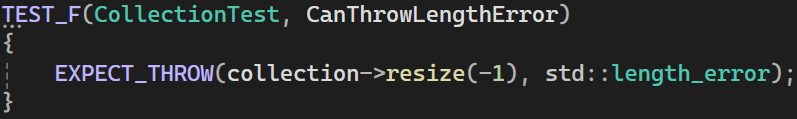 TEST_F(CollectionTest, CanThrowLengthError)
{
    EXPECT_THROW(collection->resize(-1), std::length_error);
}